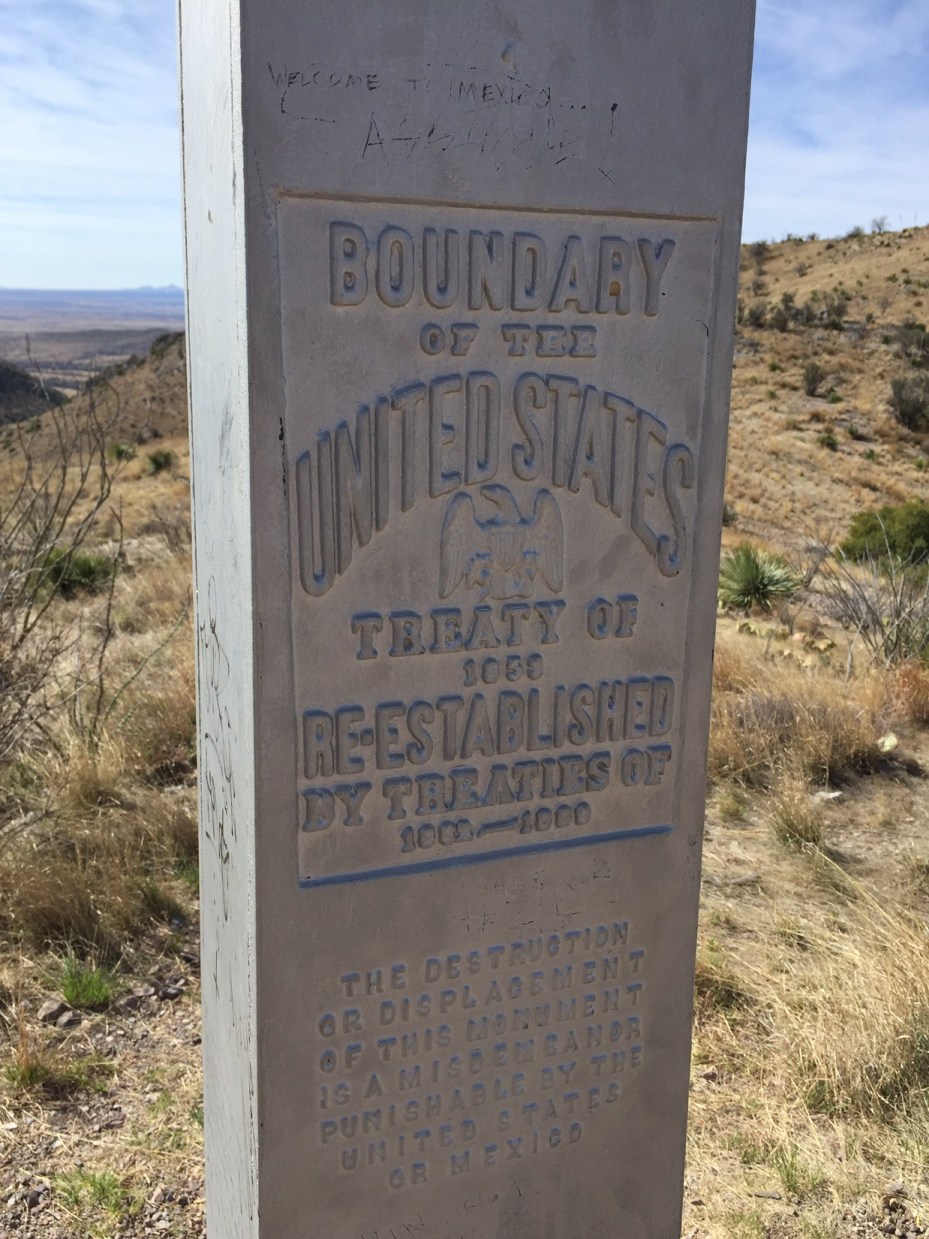 WELCOME TO MEXICO....!
BOUNDARY
OF THE
UNITED STATES
TREATY OF
1853
RE-ESTABLISHED
BY TREATIES OF
1882—1889
THE DESTRUCTION
OR DISPLACEMENT
OF THIS MONUMENT
IS A MISDEMEANOR
PUNISHABLE BY THE
UNITED STATES
OR MEXICO